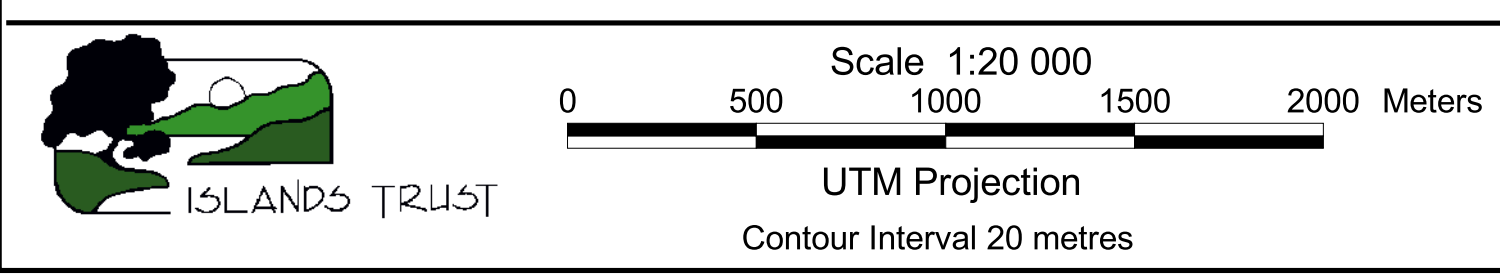 ISLANDS TRUST
Scale 1:20 000
0 500 1000 1500 2000 Meters
UTM Projection
Contour Interval 20 metres